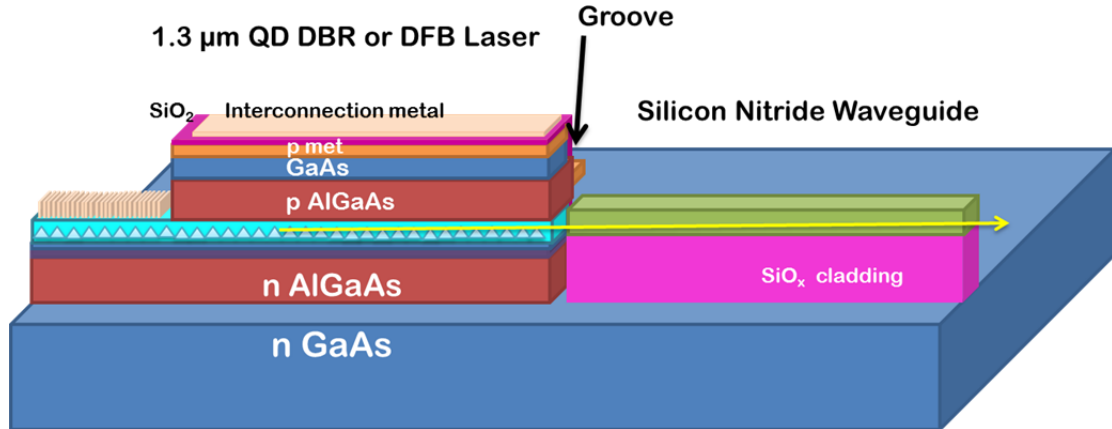 Groove
1.3 µm QD DBR or DFB Laser
SiO₂ Interconnection metal
Silicon Nitride Waveguide
p met
GaAs
p AlGaAs
n AlGaAs
SiOₓ cladding
n GaAs